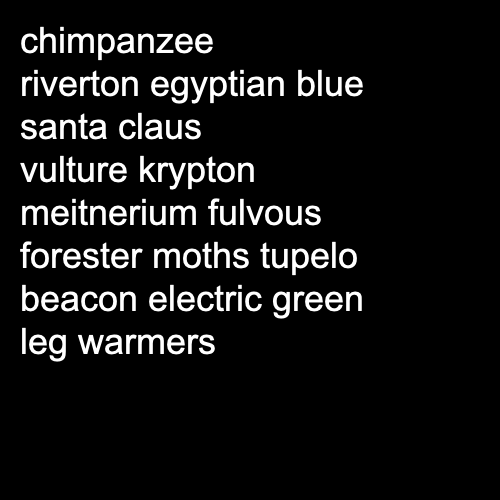 chimpanzee
riverton egyptian blue
santa claus
vulture krypton
meitnerium fulvous
forester moths tupelo
beacon electric green
leg warmers